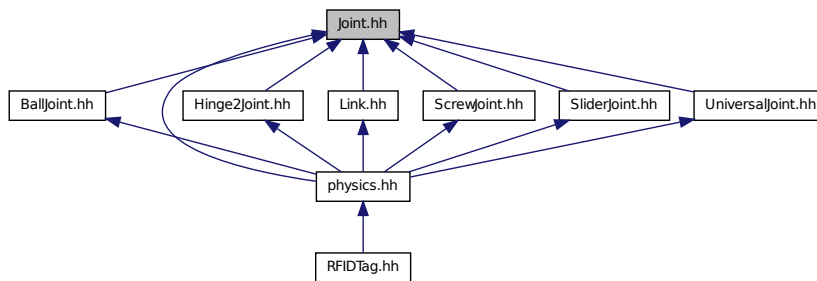 Joint.hh
BallJoint.hh
Hinge2Joint.hh
Link.hh
ScrewJoint.hh
SliderJoint.hh
UniversalJoint.hh
physics.hh
RFIDTag.hh